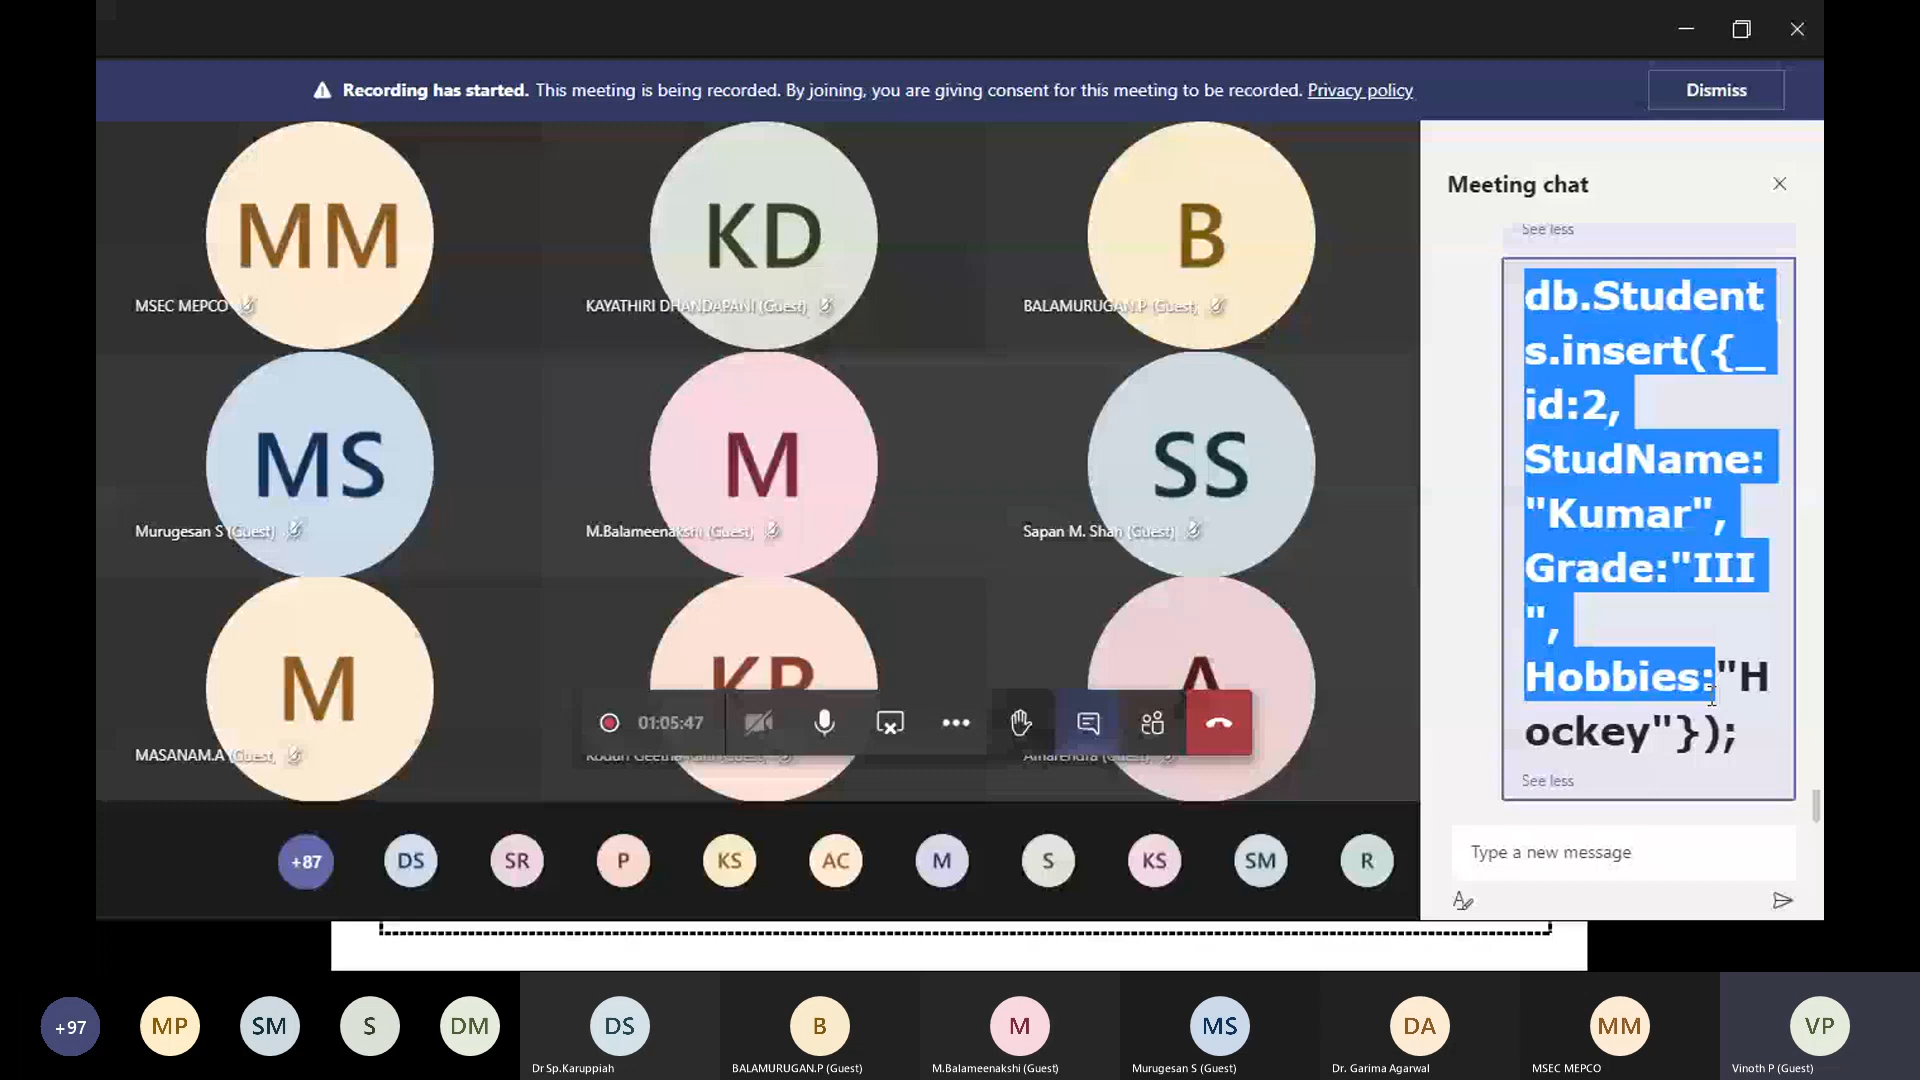 Recording has started. This meeting is being recorded. By joining, you are giving consent for this meeting to be recorded. Privacy policy
Dismiss
MM
KD
B
MSEC MEPCO
KAYATHIRI DHANDAPANI (Guest)
BALAMURUGAN.P (Guest)
MS
M
SS
Murugesan S (Guest)
M.Balameenakshi (Guest)
Sapan M. Shah (Guest)
M
A
01:05:47
MASANAM.A (Guest)
Amarendra (Guest)
+87
DS
SR
P
KS
AC
M
S
KS
SM
R
Meeting chat
See less
db.Student
s.insert({_
id:2,
StudName:
"Kumar",
Grade:"III
",
Hobbies:"H
ockey"});
See less
Type a new message
+97
MP
SM
S
DM
DS
B
M
MS
DA
MM
VP
Dr Sp.Karuppiah
BALAMURUGAN.P (Guest)
M.Balameenakshi (Guest)
Murugesan S (Guest)
Dr. Garima Agarwal
MSEC MEPCO
Vinoth P (Guest)